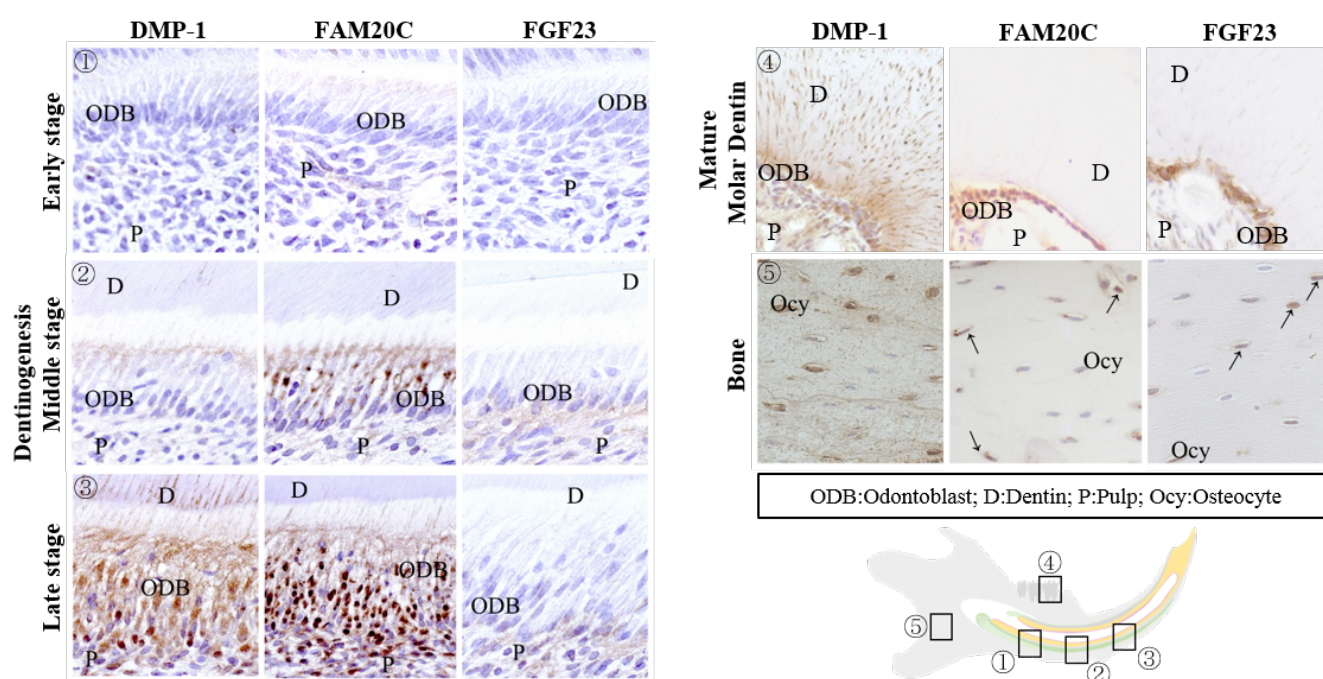 DMP-1 FAM20C FGF23
Early stage
① ODB P
ODB P
ODB P
Dentinogenesis
Middle stage
② D ODB P
D ODB P
D ODB P
Late stage
③ D ODB P
D ODB P
D ODB P
DMP-1 FAM20C FGF23
Mature
Molar Dentin
④ D ODB P
D ODB P
D P ODB
Bone
⑤ Ocy
Ocy
Ocy
ODB:Odontoblast; D:Dentin; P:Pulp; Ocy:Osteocyte
④
⑤
① ② ③